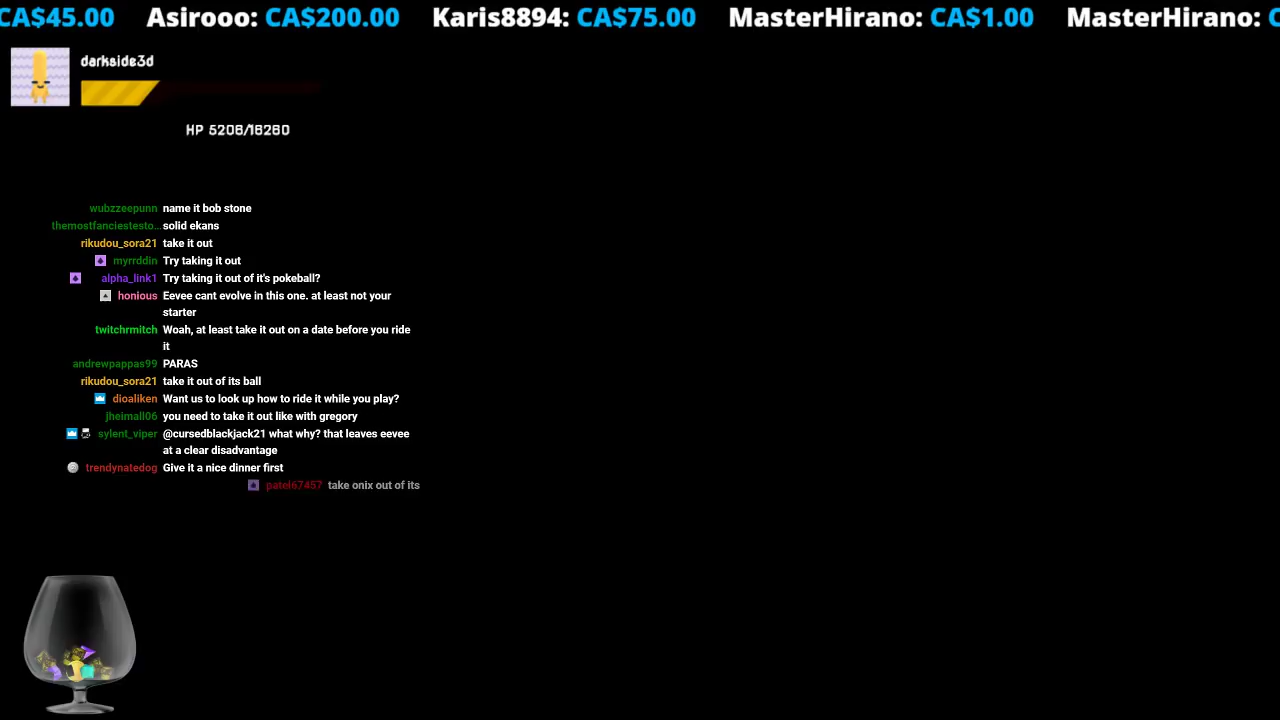 CA$45.00 Asirooo: CA$200.00 Karis8894: CA$75.00 MasterHirano: CA$1.00 MasterHirano:
darkside3d
HP 5208/18280
wubzzeepunn name it bob stone
themostfanciestesto... solid ekans
rikudou_sora21 take it out
myrrddin Try taking it out
alpha_link1 Try taking it out of it's pokeball?
honious Eevee cant evolve in this one. at least not your
starter
twitchrmitch Woah, at least take it out on a date before you ride
it
andrewpappas99 PARAS
rikudou_sora21 take it out of its ball
dioaliken Want us to look up how to ride it while you play?
jheimall06 you need to take it out like with gregory
sylent_viper @cursedblackjack21 what why? that leaves eevee
at a clear disadvantage
trendynatedog Give it a nice dinner first
patel67457 take onix out of its